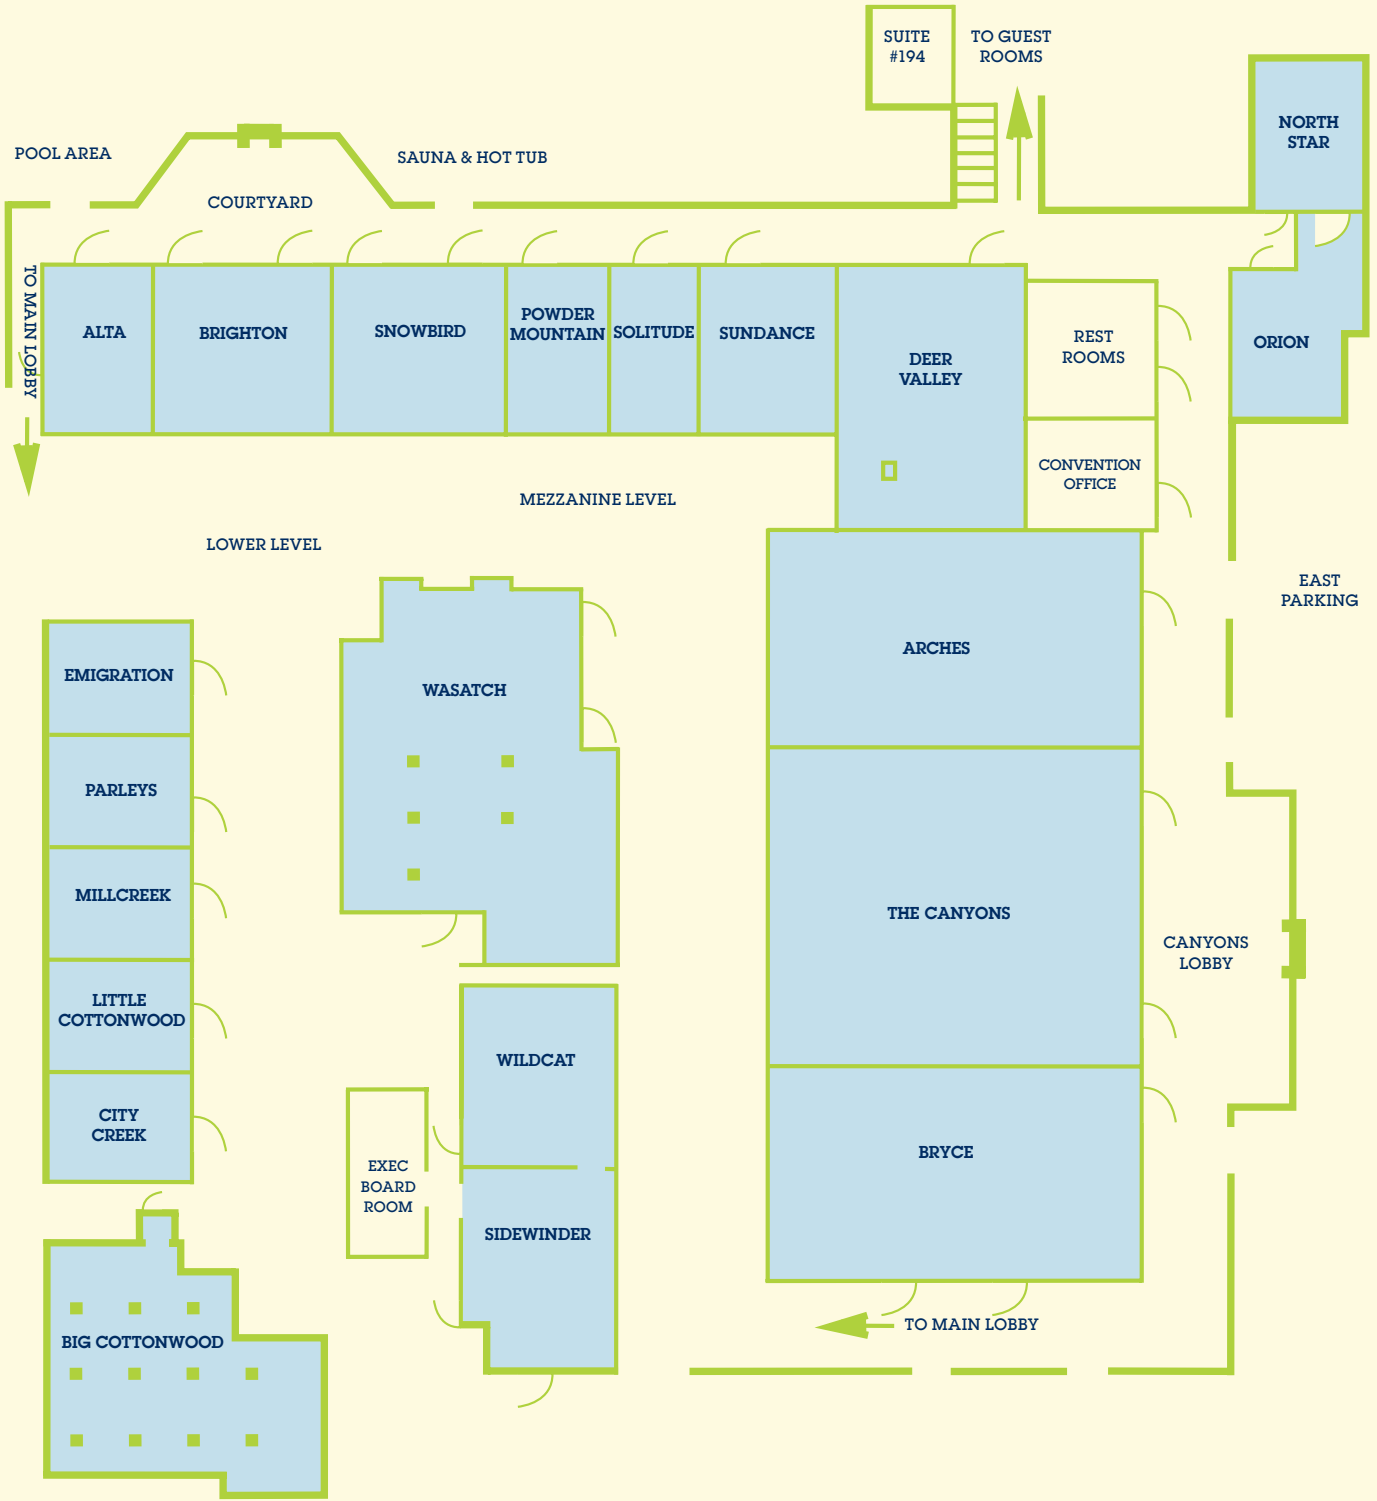 SUITE
#194
TO GUEST
ROOMS
NORTH
STAR
POOL AREA
SAUNA & HOT TUB
COURTYARD
TO MAIN LOBBY
ALTA
BRIGHTON
SNOWBIRD
POWDER
MOUNTAIN
SOLITUDE
SUNDANCE
DEER
VALLEY
REST
ROOMS
ORION
CONVENTION
OFFICE
MEZZANINE LEVEL
LOWER LEVEL
EAST
PARKING
ARCHES
EMIGRATION
WASATCH
PARLEYS
MILLCREEK
THE CANYONS
CANYONS
LOBBY
LITTLE
COTTONWOOD
WILDCAT
CITY
CREEK
BRYCE
EXEC
BOARD
ROOM
SIDEWINDER
TO MAIN LOBBY
BIG COTTONWOOD